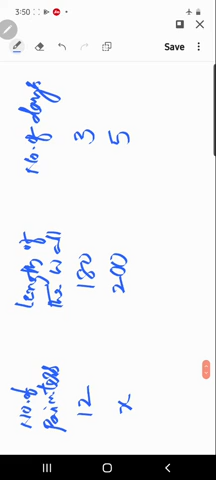 3:50
Save
No. of Length of No. of days
Painters the wall
12 180 3
x 200 5